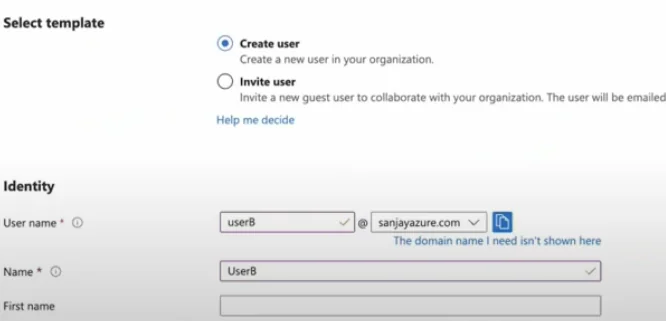 Select template
Create user
Create a new user in your organization.
Invite user
Invite a new guest user to collaborate with your organization. The user will be emailed
Help me decide
Identity
User name * userB @ sanjayazure.com
The domain name I need isn't shown here
Name * UserB
First name